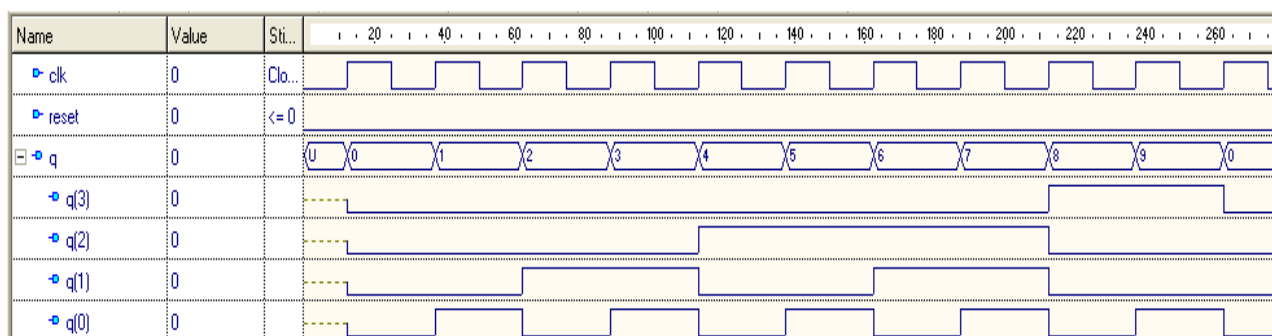 Name Value Sti... 20 40 60 80 100 120 140 160 180 200 220 240 260
clk 0 Clo...
reset 0 <= 0
q 0 U 0 1 2 3 4 5 6 7 8 9 0
q(3) 0
q(2) 0
q(1) 0
q(0) 0